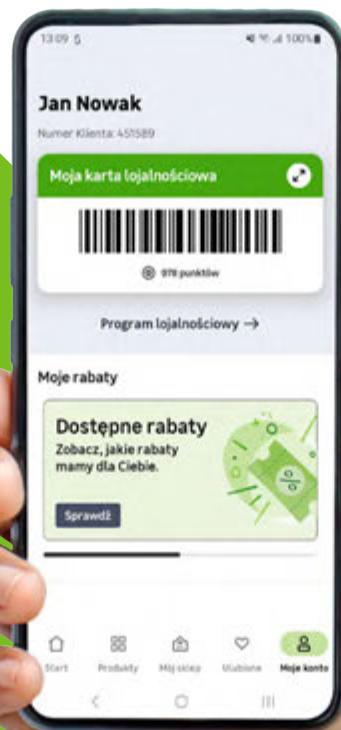 13:09
100%
Jan Nowak
Numer Klienta: 451589
Moja karta lojalnościowa
978 punktów
Program lojalnościowy →
Moje rabaty
Dostępne rabaty
Zobacz, jakie rabaty
mamy dla Ciebie.
Sprawdź
%
Start Produkty Mój sklep Ulubione Moje konto